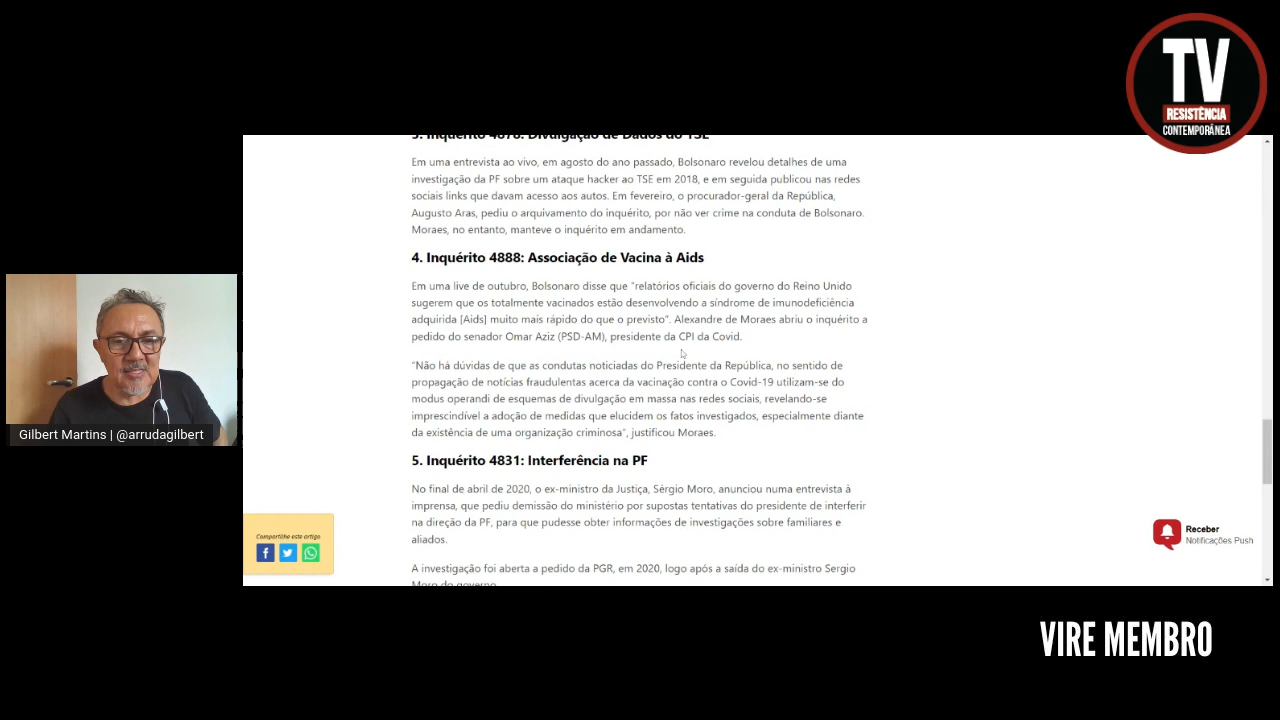 TV
RESISTÊNCIA
CONTEMPORÂNEA
3. Inquérito 4878: Divulgação de Dados do TSE
Em uma entrevista ao vivo, em agosto do ano passado, Bolsonaro revelou detalhes de uma
investigação da PF sobre um ataque hacker ao TSE em 2018, e em seguida publicou nas redes
sociais links que davam acesso aos autos. Em fevereiro, o procurador-geral da República,
Augusto Aras, pediu o arquivamento do inquérito, por não ver crime na conduta de Bolsonaro.
Moraes, no entanto, manteve o inquérito em andamento.
4. Inquérito 4888: Associação de Vacina à Aids
Em uma live de outubro, Bolsonaro disse que "relatórios oficiais do governo do Reino Unido
sugerem que os totalmente vacinados estão desenvolvendo a síndrome de imunodeficiência
adquirida [Aids] muito mais rápido do que o previsto". Alexandre de Moraes abriu o inquérito a
pedido do senador Omar Aziz (PSD-AM), presidente da CPI da Covid.
"Não há dúvidas de que as condutas noticiadas do Presidente da República, no sentido de
propagação de notícias fraudulentas acerca da vacinação contra o Covid-19 utilizam-se do
modus operandi de esquemas de divulgação em massa nas redes sociais, revelando-se
imprescindível a adoção de medidas que elucidem os fatos investigados, especialmente diante
da existência de uma organização criminosa", justificou Moraes.
5. Inquérito 4831: Interferência na PF
No final de abril de 2020, o ex-ministro da Justiça, Sérgio Moro, anunciou numa entrevista à
imprensa, que pediu demissão do ministério por supostas tentativas do presidente de interferir
na direção da PF, para que pudesse obter informações de investigações sobre familiares e
aliados.
A investigação foi aberta a pedido da PGR, em 2020, logo após a saída do ex-ministro Sergio
Moro do governo.
Gilbert Martins | @arrudagilbert
Compartilhe este artigo
Receber
Notificações Push
VIRE MEMBRO